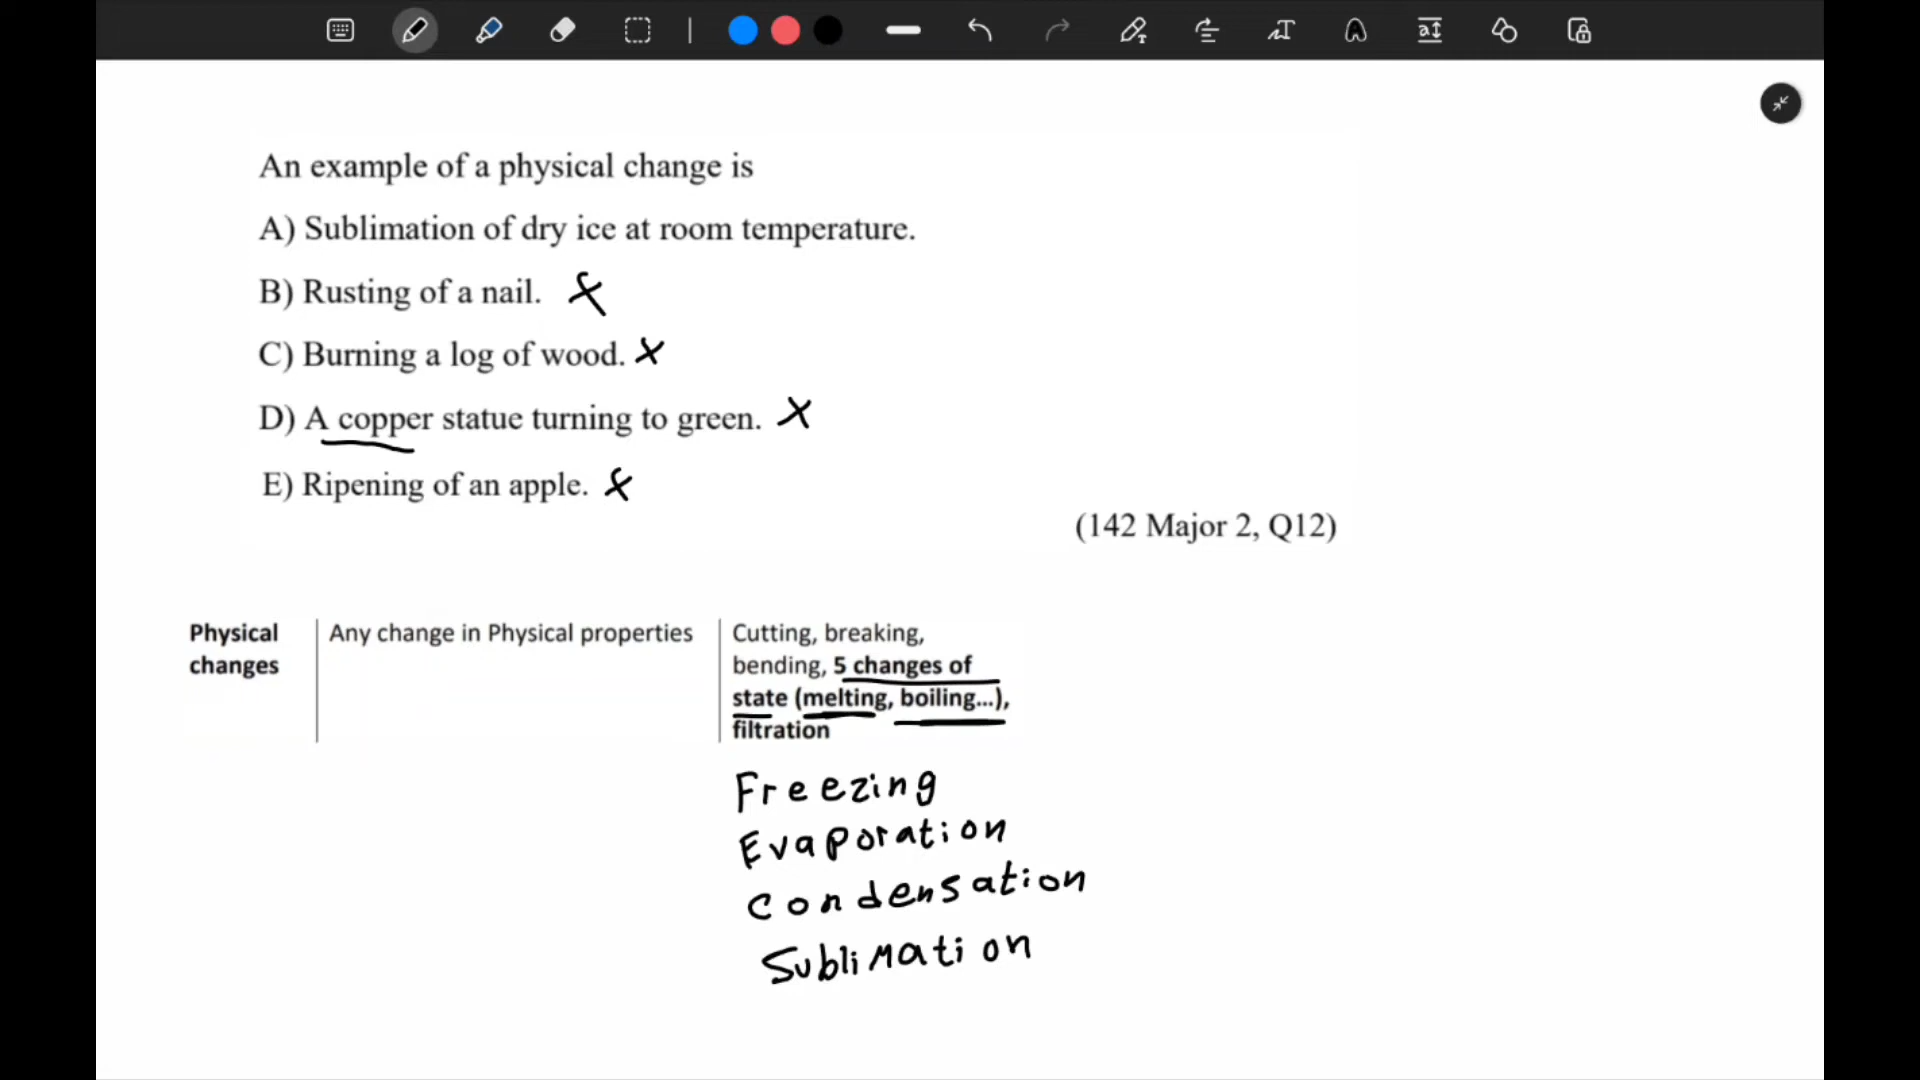 An example of a physical change is
A) Sublimation of dry ice at room temperature.
B) Rusting of a nail. x
C) Burning a log of wood. x
D) A copper statue turning to green. x
E) Ripening of an apple. x
(142 Major 2, Q12)
Physical changes
Any change in Physical properties
Cutting, breaking,
bending, 5 changes of
state (melting, boiling...),
filtration
Freezing
Evaporation
Condensation
Sublimation